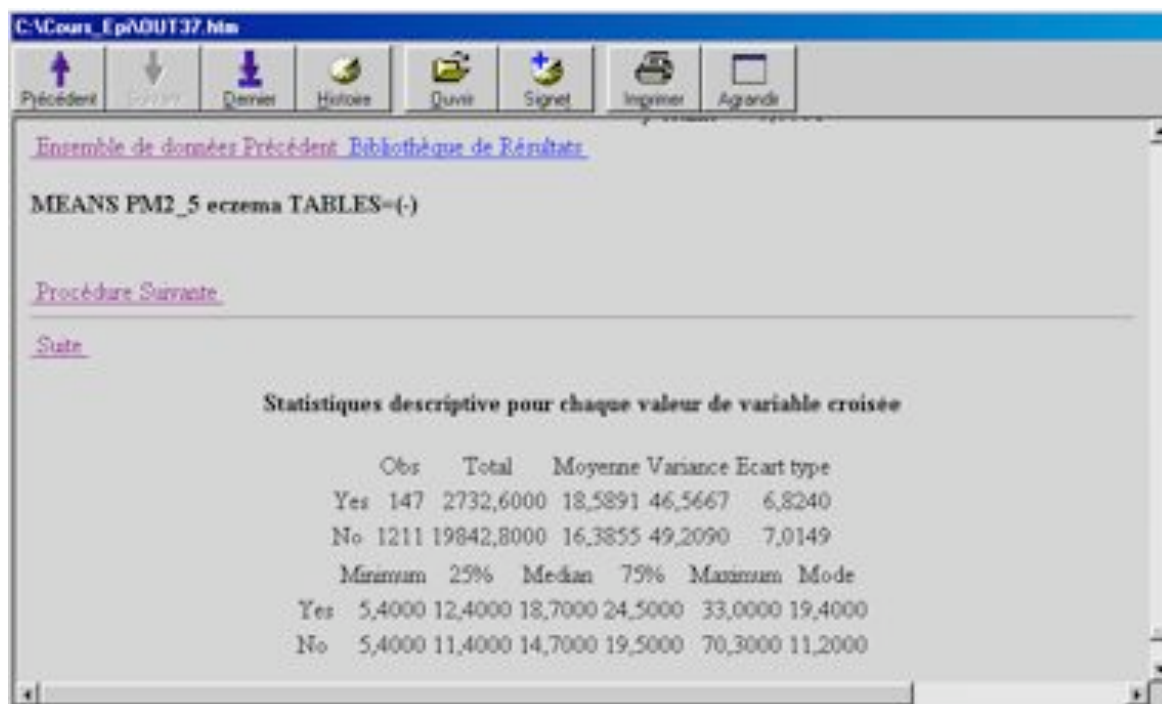 C:\Cours_Epi\OUT37.htm
Précédent Dernier Histoire Ouvrir Signet Imprimer Agrandir
Ensemble de données Précédent Bibliothèque de Résultats
MEANS PM2_5 eczema TABLES=(-)
Procédure Suivante
Suite
Statistiques descriptive pour chaque valeur de variable croisée
Obs Total Moyenne Variance Ecart type
Yes 147 2732,6000 18,5891 46,5667 6,8240
No 1211 19842,8000 16,3855 49,2090 7,0149
Minimum 25% Median 75% Maximum Mode
Yes 5,4000 12,4000 18,7000 24,5000 33,0000 19,4000
No 5,4000 11,4000 14,7000 19,5000 70,3000 11,2000